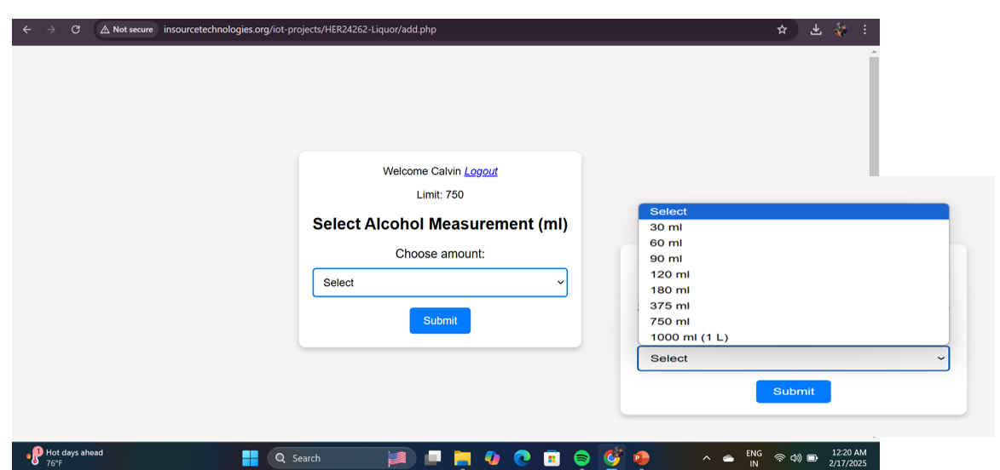 Not secure insourcetechnologies.org/iot-projects/HER24262-Liquor/add.php
Welcome Calvin Logout
Limit: 750
Select Alcohol Measurement (ml)
Choose amount:
Select
Submit
Select
30 ml
60 ml
90 ml
120 ml
180 ml
375 ml
750 ml
1000 ml (1 L)
Select
Submit
1
Hot days ahead
76°F
Search
ENG
IN
12:20 AM
2/17/2025